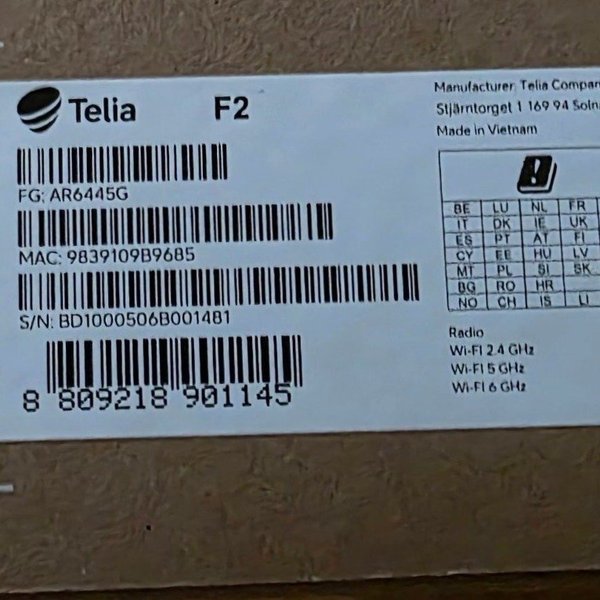 Telia F2
FG: AR6445G
MAC: 9839109B9685
S/N: BD1000506B001481
8 809218 901145
Manufacturer: Telia Compan
Stjärntorget 1 169 94 Soln
Made in Vietnam
BE LU NL FR
IT DK IE UK
ES PT AT FI
CY EE HU LV
MT PL SI SK
BG RO HR
NO CH IS LI
Radio
Wi-Fi 2.4 GHz
Wi-Fi 5 GHz
Wi-Fi 6 GHz